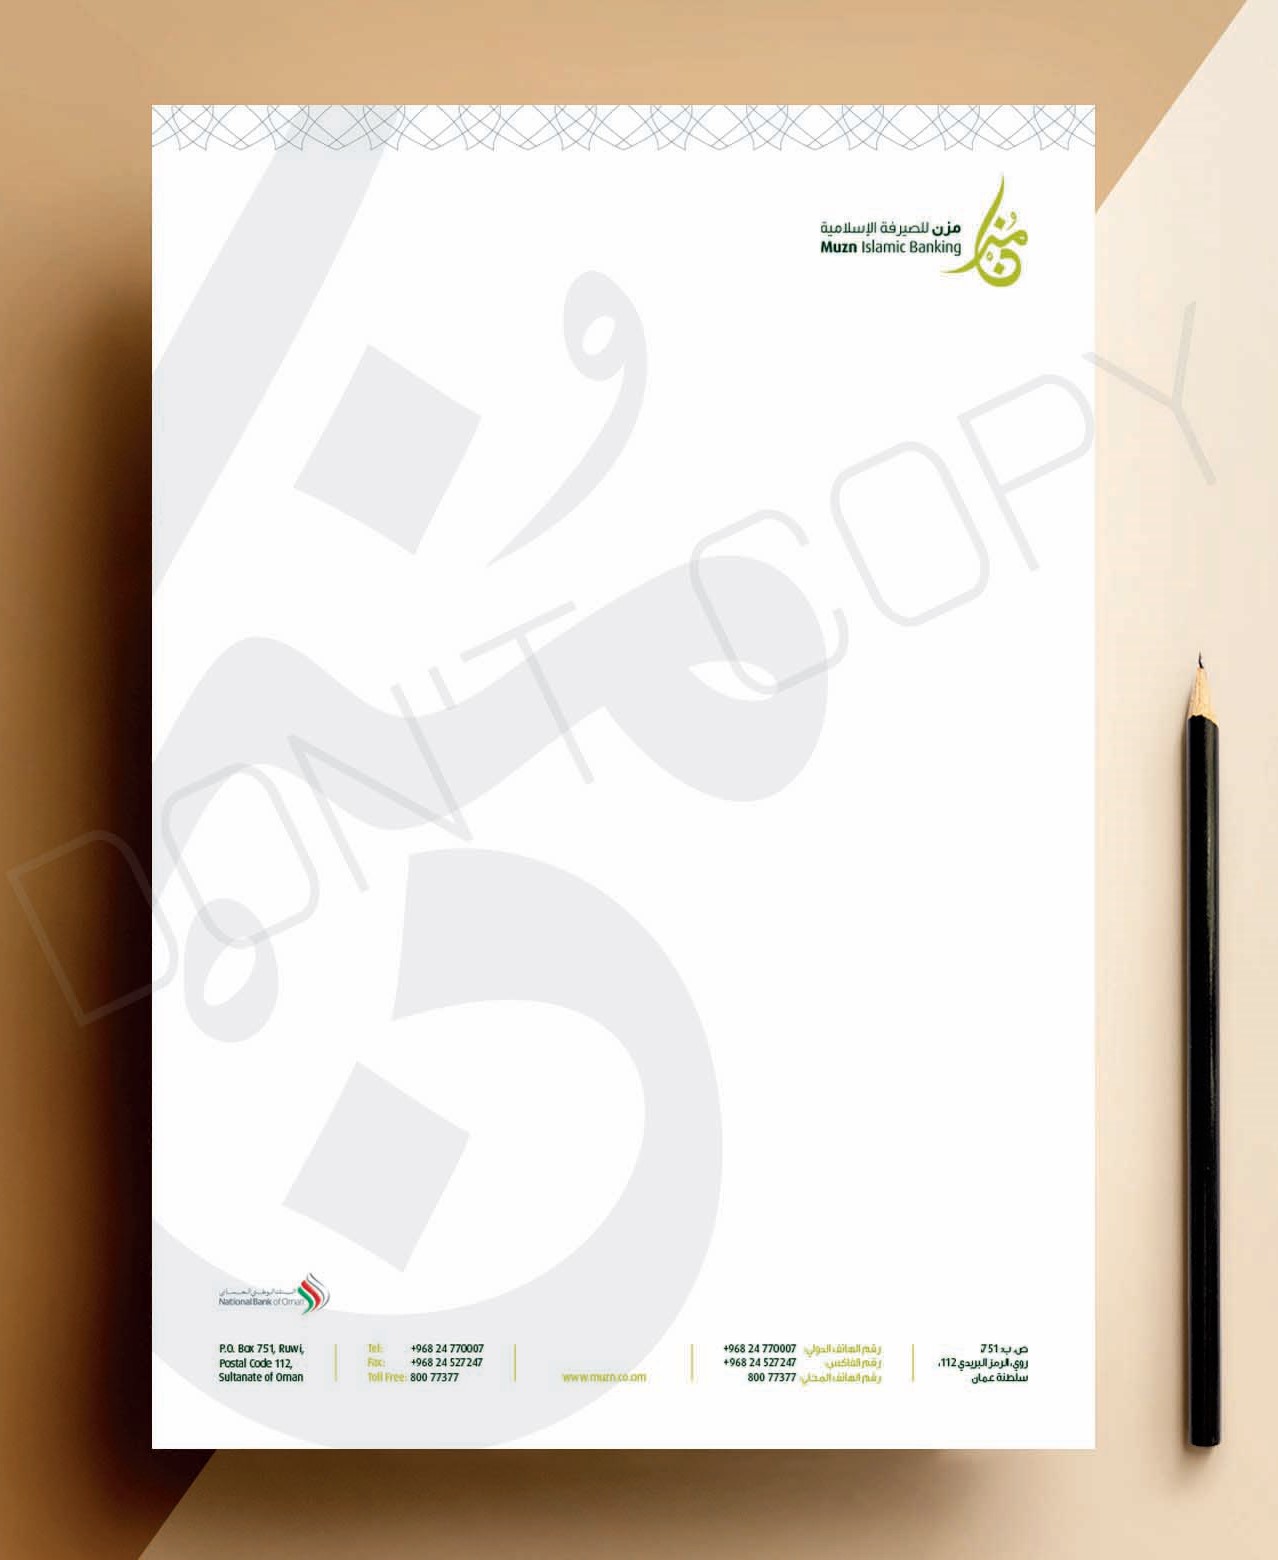 مزن للصيرفة الإسلامية
Muzn Islamic Banking
DONT COPY
البنك الوطني العماني
National Bank of Oman
P.O. Box 751, Ruwi,
Postal Code 112,
Sultanate of Oman
Tel: +968 24 770007
Fax: +968 24 527247
Toll Free: 800 77377
www.muzn.co.om
رقم الهاتف الدولي: +968 24 770007
رقم الفاكس: +968 24 527247
رقم الهاتف المجاني: 800 77377
ص. ب: 751
روي، الرمز البريدي 112،
سلطنة عمان